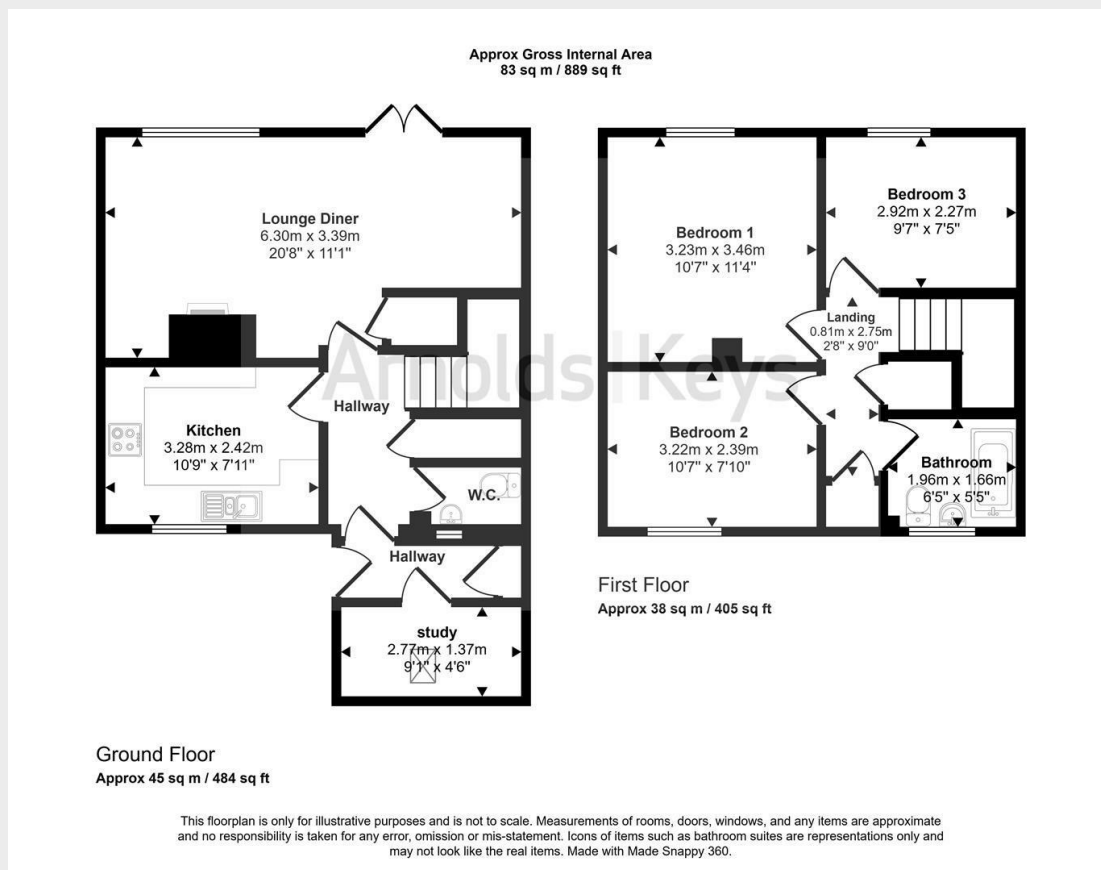 Approx Gross Internal Area
83 sq m / 889 sq ft
Lounge Diner
6.30m x 3.39m
20'8" x 11'1"
Kitchen
3.28m x 2.42m
10'9" x 7'11"
Hallway
W.C.
Hallway
study
2.77m x 1.37m
9'1" x 4'6"
Ground Floor
Approx 45 sq m / 484 sq ft
Bedroom 1
3.23m x 3.46m
10'7" x 11'4"
Bedroom 3
2.92m x 2.27m
9'7" x 7'5"
Landing
0.81m x 2.75m
2'8" x 9'0"
Bedroom 2
3.22m x 2.39m
10'7" x 7'10"
Bathroom
1.96m x 1.66m
6'5" x 5'5"
First Floor
Approx 38 sq m / 405 sq ft
Arnolds | Keys
This floorplan is only for illustrative purposes and is not to scale. Measurements of rooms, doors, windows, and any items are approximate
and no responsibility is taken for any error, omission or mis-statement. Icons of items such as bathroom suites are representations only and
may not look like the real items. Made with Made Snappy 360.